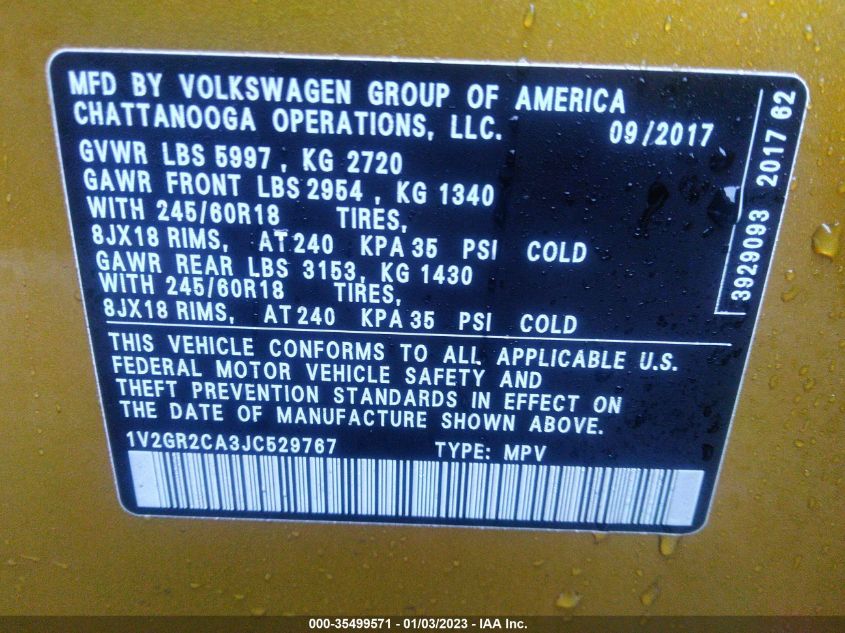 MFD BY VOLKSWAGEN GROUP OF AMERICA
CHATTANOOGA OPERATIONS, LLC. 09/2017
GVWR LBS 5997, KG 2720
GAWR FRONT LBS 2954, KG 1340
WITH 245/60R18 TIRES,
8JX18 RIMS, AT 240 KPA 35 PSI COLD
GAWR REAR LBS 3153, KG 1430
WITH 245/60R18 TIRES,
8JX18 RIMS, AT 240 KPA 35 PSI COLD
THIS VEHICLE CONFORMS TO ALL APPLICABLE U.S.
FEDERAL MOTOR VEHICLE SAFETY AND
THEFT PREVENTION STANDARDS IN EFFECT ON
THE DATE OF MANUFACTURE SHOWN ABOVE.
1V2GR2CA3JC529767 TYPE: MPV
3929093 2017 62
000-35499571 - 01/03/2023 - IAA Inc.